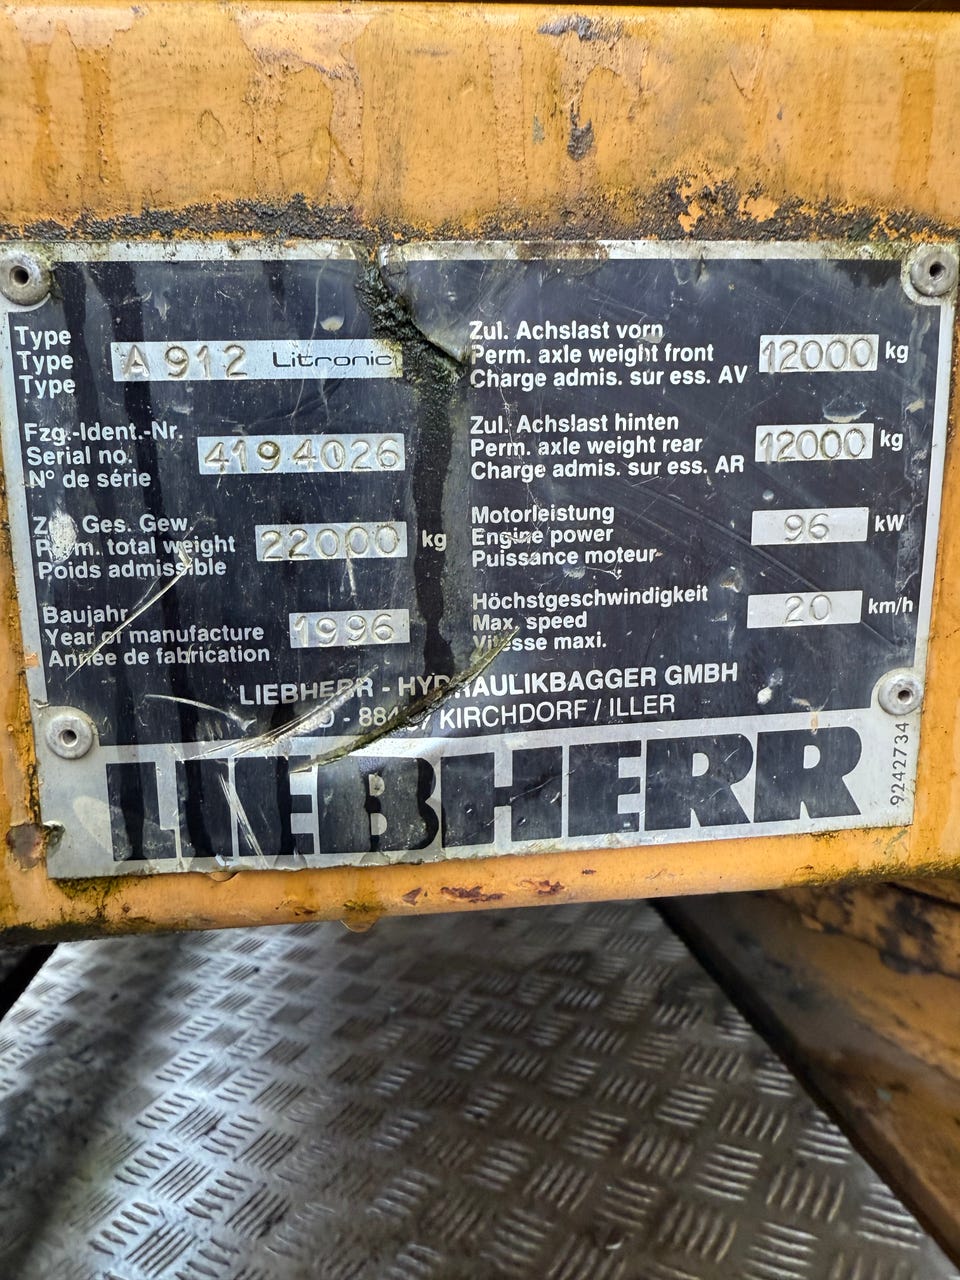 Type
Type
Type
A 912 Litronic
Fzg.-Ident.-Nr.
Serial no.
Nº de série
419 4026
Ges. Gew.
Perm. total weight
Poids admissible
22000 kg
Baujahr
Year of manufacture
Année de fabrication
1996
Zul. Achslast vorn
Perm. axle weight front
Charge admis. sur ess. AV
12000 kg
Zul. Achslast hinten
Perm. axle weight rear
Charge admis. sur ess. AR
12000 kg
Motorleistung
Engine power
Puissance moteur
96 kW
Höchstgeschwindigkeit
Max. speed
Vitesse maxi.
20 km/h
LIEBHERR - HYDRAULIKBAGGER GMBH
KIRCHDORF / ILLER
LIEBHERR
9242734